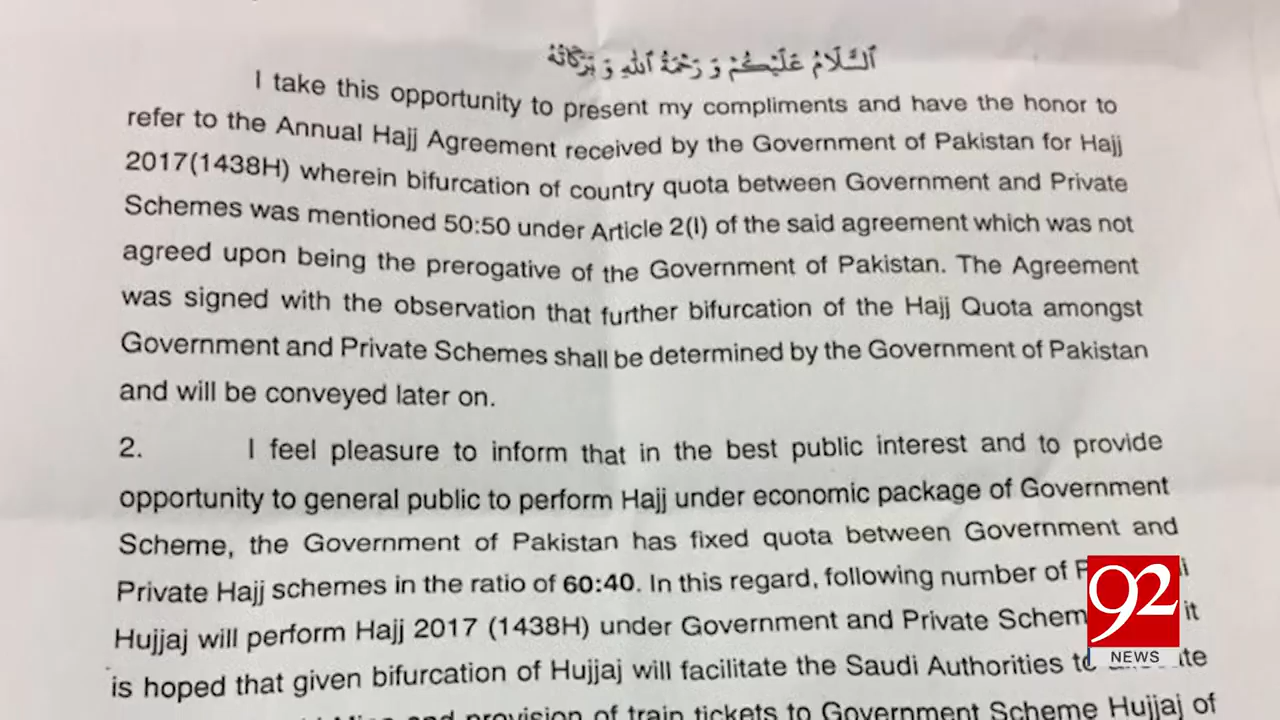 اَلسَّلَامُ عَلَيْكُمْ وَ رَحْمَةُ اللهِ وَ بَرَكَاتُهُ
I take this opportunity to present my compliments and have the honor to
refer to the Annual Hajj Agreement received by the Government of Pakistan for Hajj
2017(1438H) wherein bifurcation of country quota between Government and Private
Schemes was mentioned 50:50 under Article 2(I) of the said agreement which was not
agreed upon being the prerogative of the Government of Pakistan. The Agreement
was signed with the observation that further bifurcation of the Hajj Quota amongst
Government and Private Schemes shall be determined by the Government of Pakistan
and will be conveyed later on.
2. I feel pleasure to inform that in the best public interest and to provide
opportunity to general public to perform Hajj under economic package of Government
Scheme, the Government of Pakistan has fixed quota between Government and
Private Hajj schemes in the ratio of 60:40. In this regard, following number of
Hujjaj will perform Hajj 2017 (1438H) under Government and Private it
is hoped that given bifurcation of Hujjaj will facilitate the Saudi Authorities
provision of train tickets to Government Scheme Hujjaj of
92
NEWS